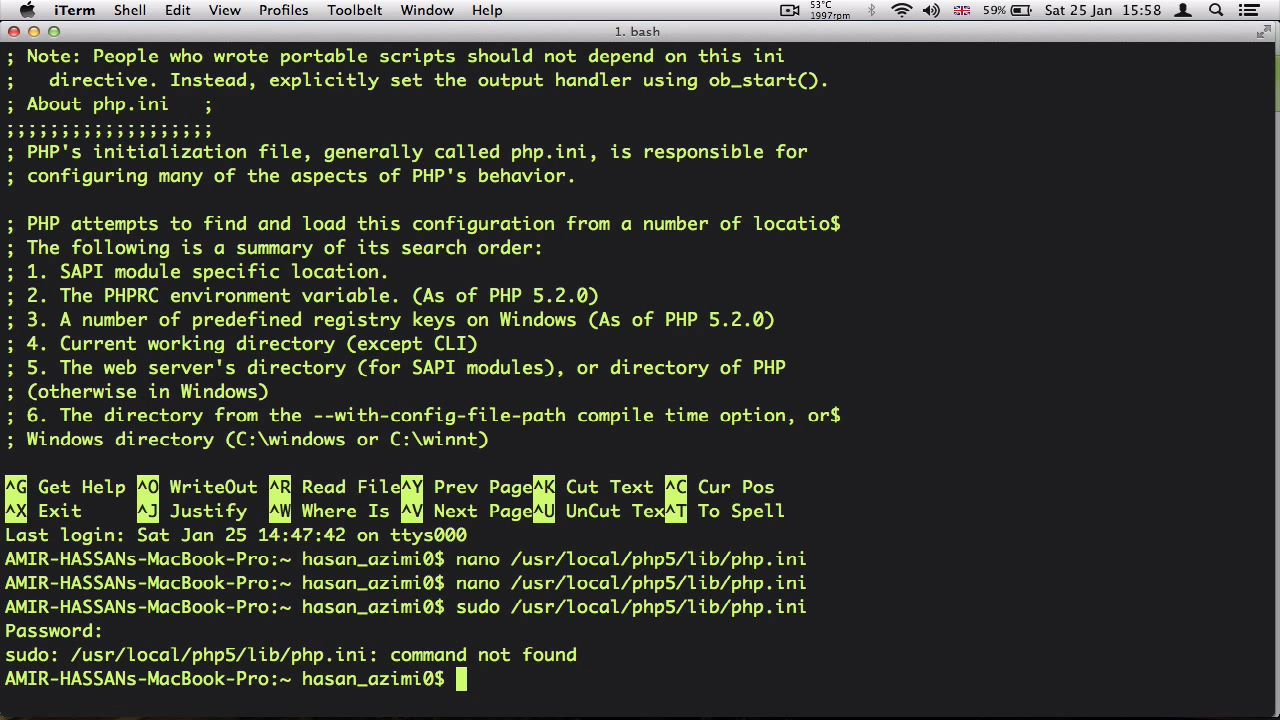 iTerm Shell Edit View Profiles Toolbelt Window Help 53°C 1997rpm 59% Sat 25 Jan 15:58
1. bash
; Note: People who wrote portable scripts should not depend on this ini
;   directive. Instead, explicitly set the output handler using ob_start().
; About php.ini   ;
;;;;;;;;;;;;;;;;;;;
; PHP's initialization file, generally called php.ini, is responsible for
; configuring many of the aspects of PHP's behavior.
; PHP attempts to find and load this configuration from a number of locatio$
; The following is a summary of its search order:
; 1. SAPI module specific location.
; 2. The PHPRC environment variable. (As of PHP 5.2.0)
; 3. A number of predefined registry keys on Windows (As of PHP 5.2.0)
; 4. Current working directory (except CLI)
; 5. The web server's directory (for SAPI modules), or directory of PHP
; (otherwise in Windows)
; 6. The directory from the --with-config-file-path compile time option, or$
; Windows directory (C:\windows or C:\winnt)
^G Get Help ^O WriteOut ^R Read File^Y Prev Page^K Cut Text ^C Cur Pos
^X Exit     ^J Justify  ^W Where Is ^V Next Page^U UnCut Tex^T To Spell
Last login: Sat Jan 25 14:47:42 on ttys000
AMIR-HASSANs-MacBook-Pro:~ hasan_azimi0$ nano /usr/local/php5/lib/php.ini
AMIR-HASSANs-MacBook-Pro:~ hasan_azimi0$ nano /usr/local/php5/lib/php.ini
AMIR-HASSANs-MacBook-Pro:~ hasan_azimi0$ sudo /usr/local/php5/lib/php.ini
Password:
sudo: /usr/local/php5/lib/php.ini: command not found
AMIR-HASSANs-MacBook-Pro:~ hasan_azimi0$